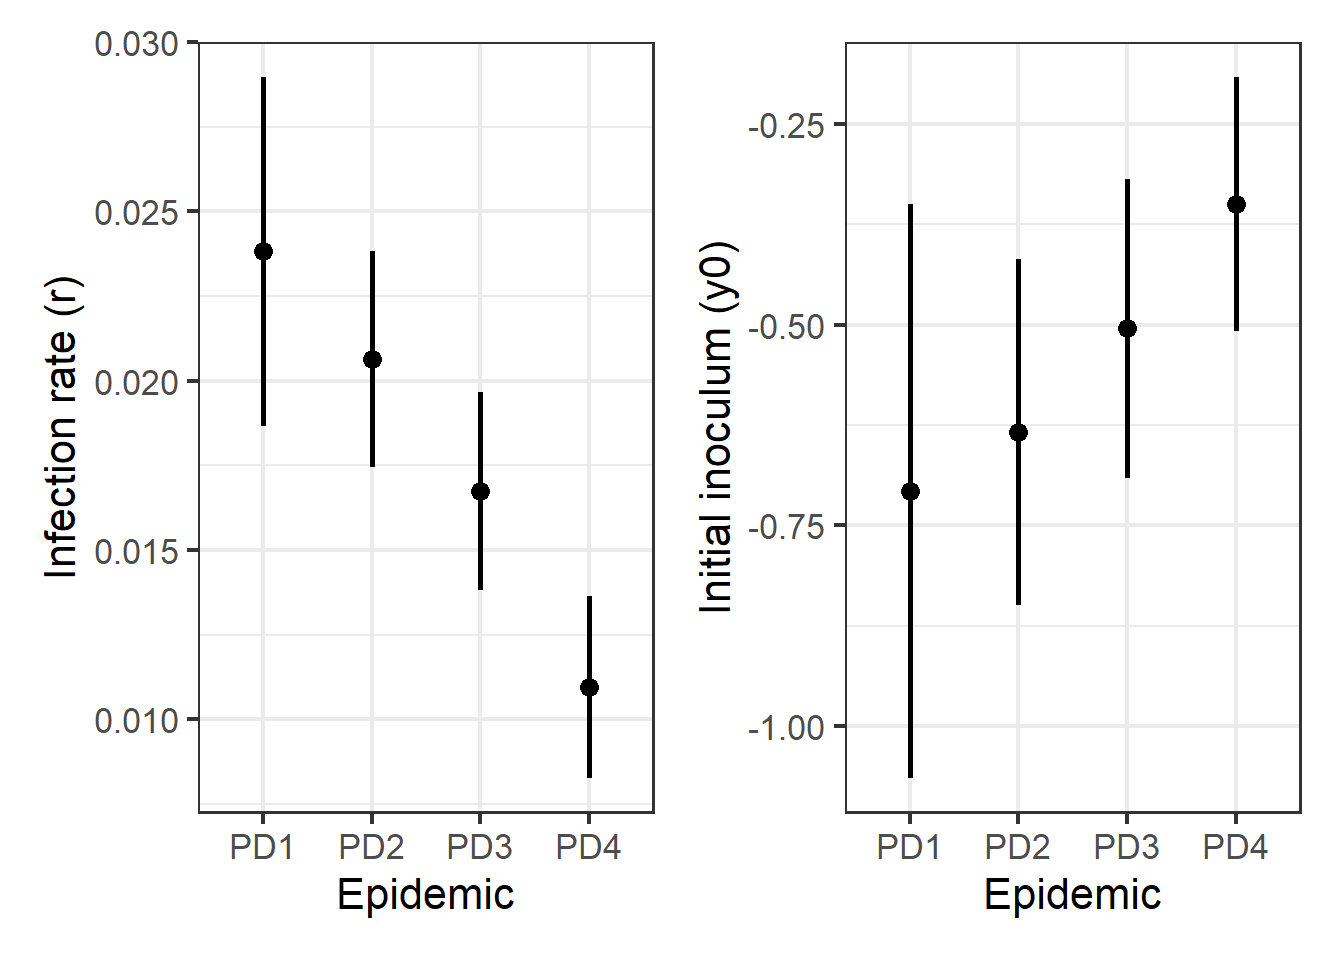 Infection rate (r)
0.030
0.025
0.020
0.015
0.010
PD1 PD2 PD3 PD4
Epidemic
Initial inoculum (y0)
-0.25
-0.50
-0.75
-1.00
PD1 PD2 PD3 PD4
Epidemic